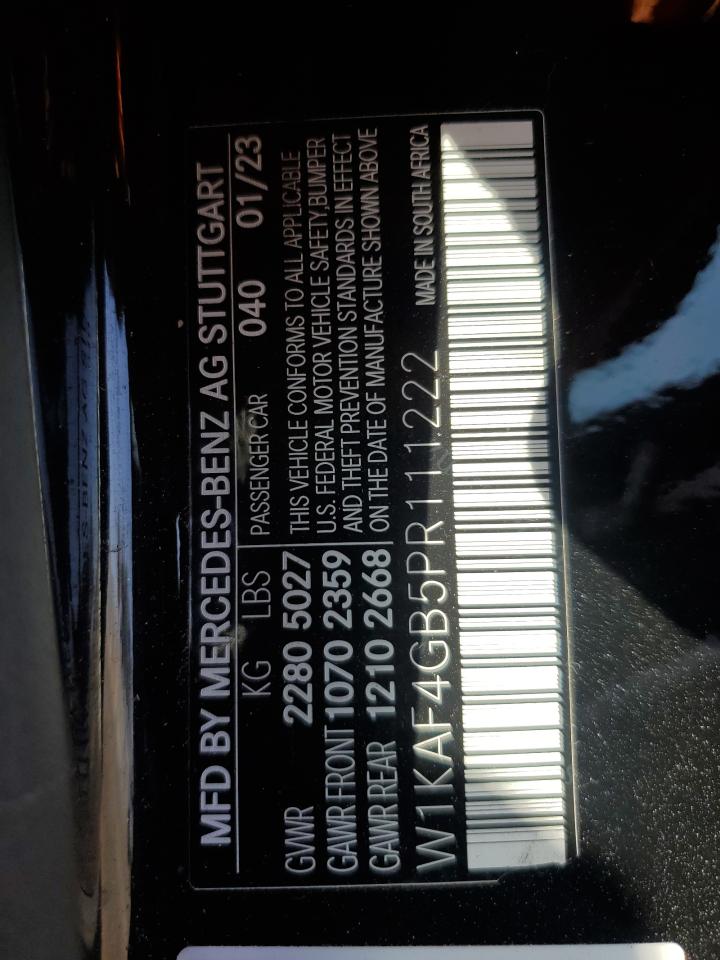 MFD BY MERCEDES-BENZ AG STUTTGART
KG LBS PASSENGER CAR 040 01/23
GVWR 2280 5027 THIS VEHICLE CONFORMS TO ALL APPLICABLE
U.S. FEDERAL MOTOR VEHICLE SAFETY,BUMPER
GAWR FRONT 1070 2359 AND THEFT PREVENTION STANDARDS IN EFFECT
GAWR REAR 1210 2668 ON THE DATE OF MANUFACTURE SHOWN ABOVE
W1KAF4GB5PR111222 MADE IN SOUTH AFRICA